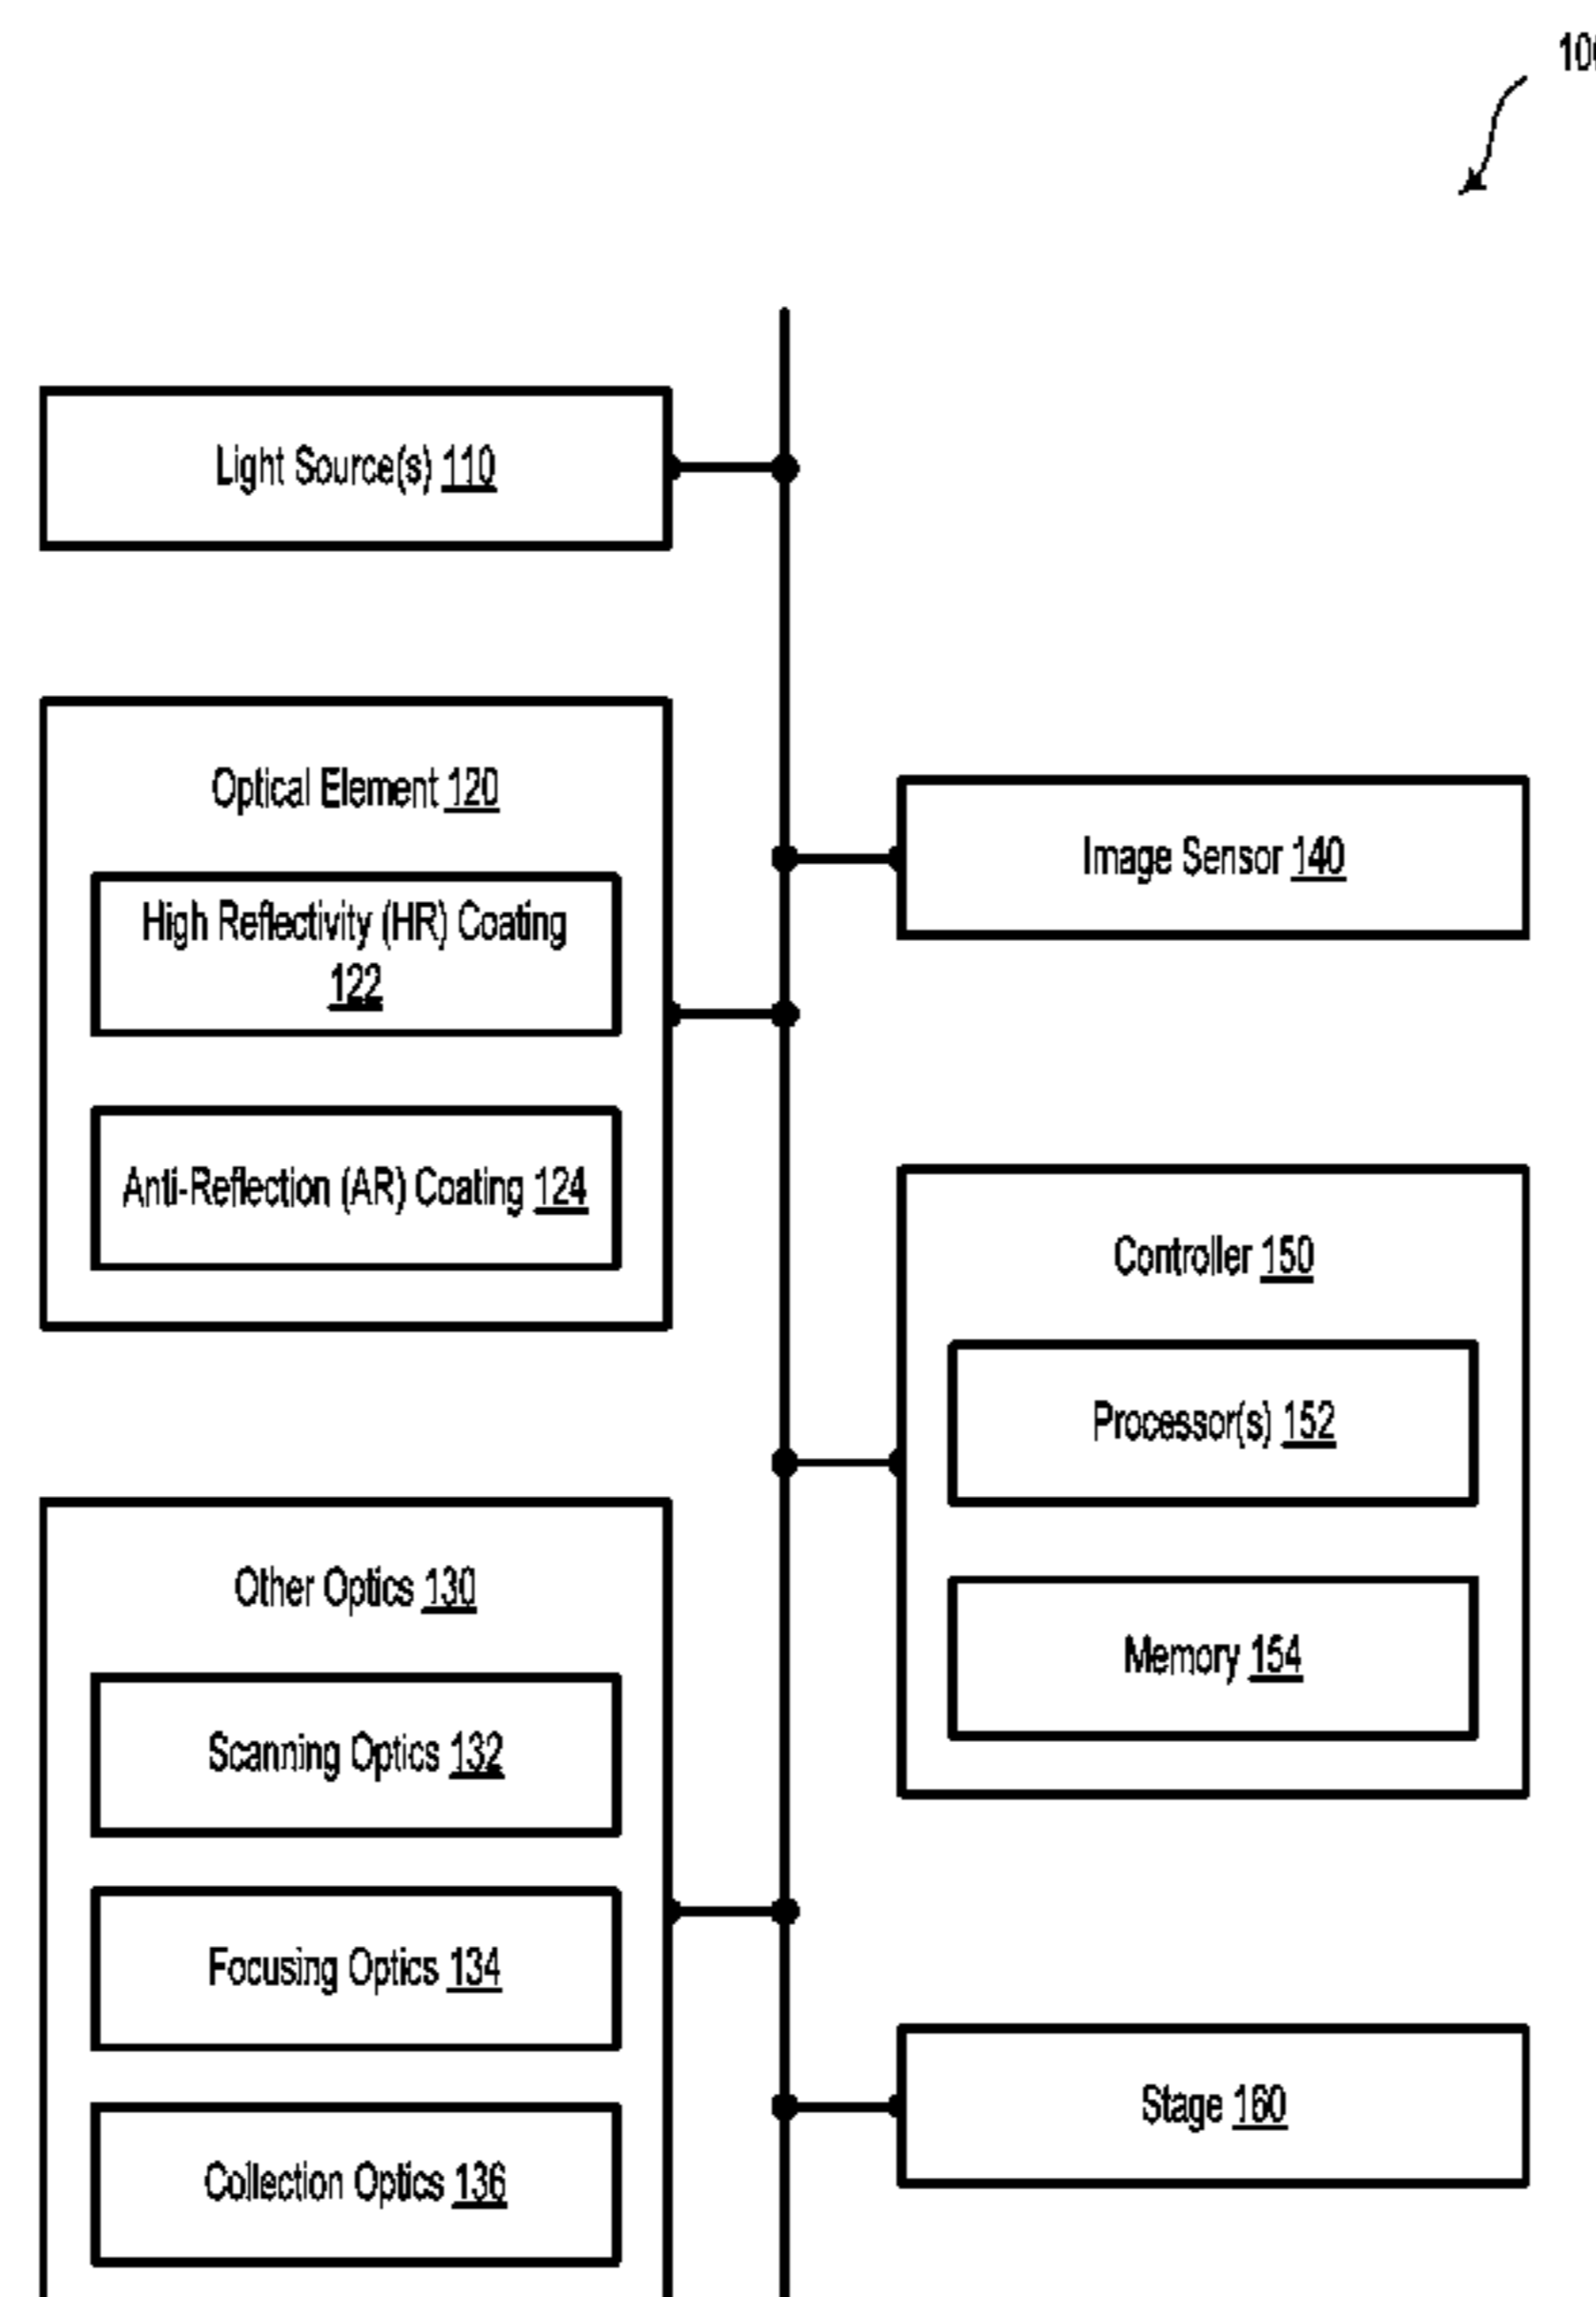 Light Source(s) 110
Optical Element 120
High Reflectivity (HR) Coating
122
Anti-Reflection (AR) Coating 124
Other Optics 130
Scanning Optics 132
Focusing Optics 134
Collection Optics 136
Image Sensor 140
Controller 150
Processor(s) 152
Memory 154
Stage 160